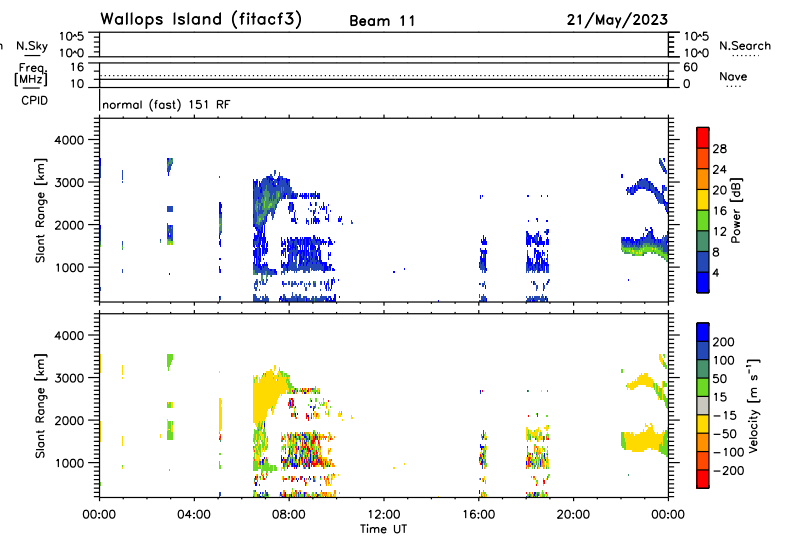 Wallops Island (fitacf3) Beam 11 21/May/2023
10^5 10^5
n N.Sky N.Search
10^0 10^0
Freq. 16 60
[MHz] Nave
10 0
CPID normal (fast) 151 RF
4000
3000
2000
1000
Slant Range [km]
28
24
20
16
12
8
4
Power [dB]
4000
3000
2000
1000
Slant Range [km]
200
100
50
15
-15
-50
-100
-200
Velocity [m s⁻¹]
00:00 04:00 08:00 12:00 16:00 20:00 00:00
Time UT